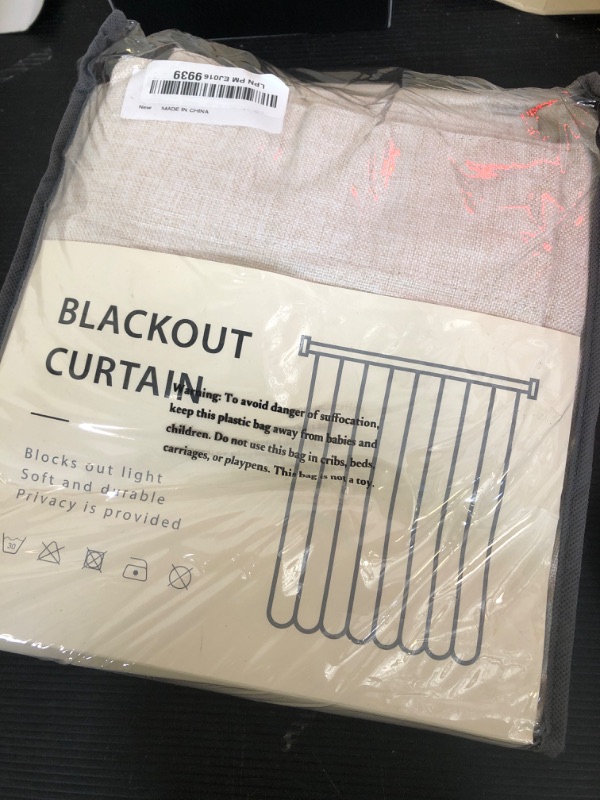 LPN PM EJ016 9939
New MADE IN CHINA
BLACKOUT
CURTAIN
Warning: To avoid danger of suffocation,
keep this plastic bag away from babies and
children. Do not use this bag in cribs, beds,
carriages, or playpens. This bag is not a toy.
Blocks out light
Soft and durable
Privacy is provided
30